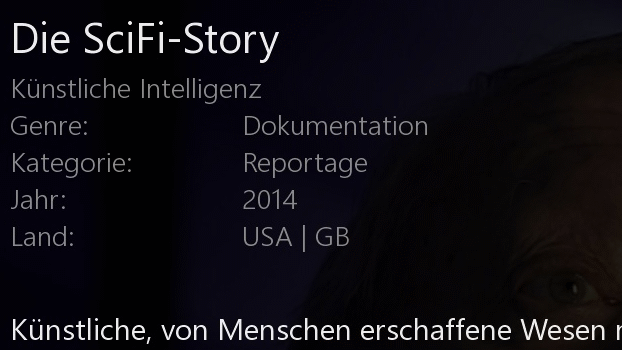 Die SciFi-Story
Künstliche Intelligenz
Genre: Dokumentation
Kategorie: Reportage
Jahr: 2014
Land: USA | GB
Künstliche, von Menschen erschaffene Wesen